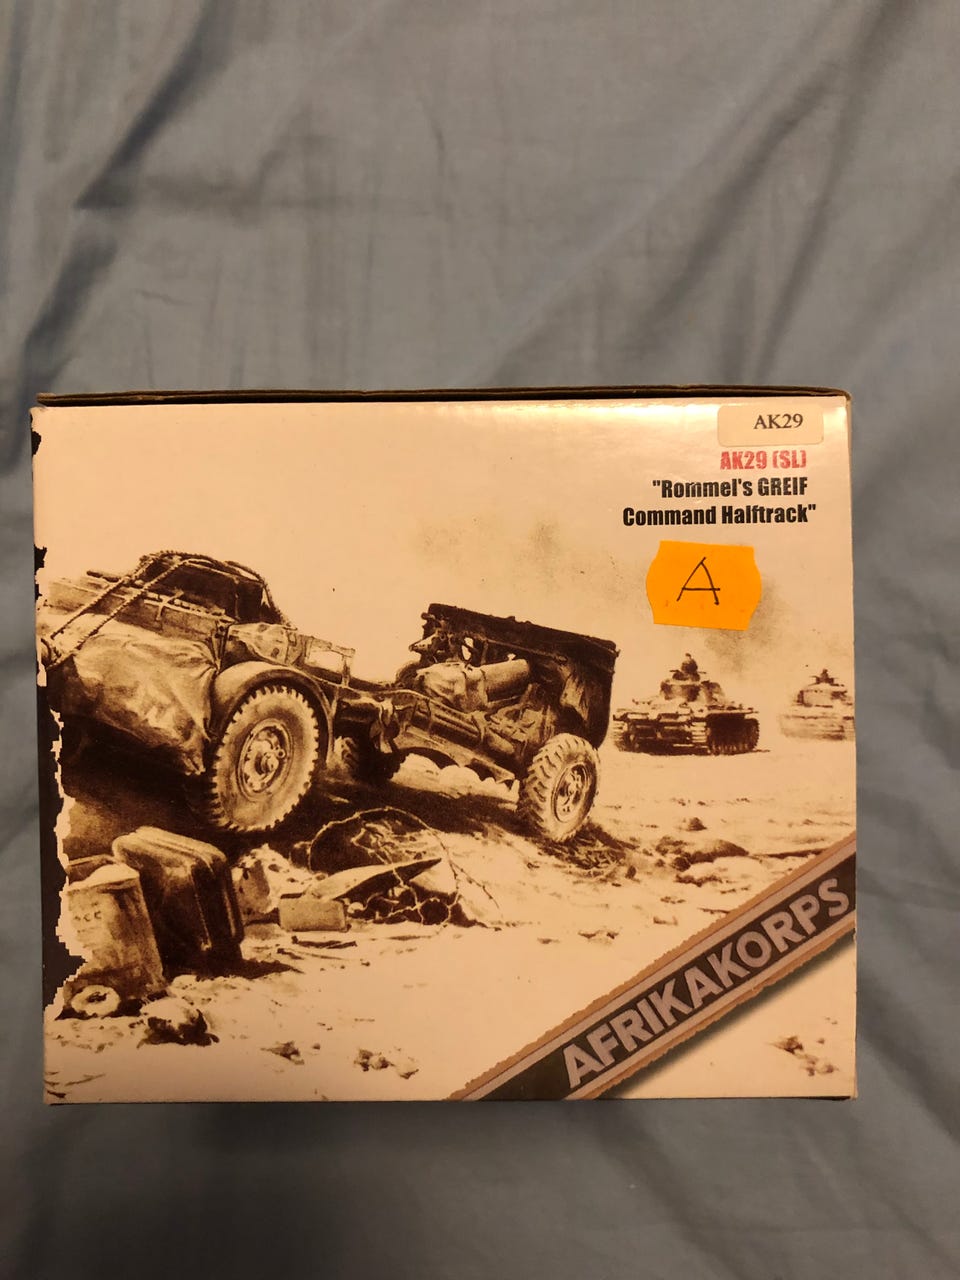 AK29
AK29 (SL)
"Rommel's GREIF
Command Halftrack"
A
AFRIKAKORPS